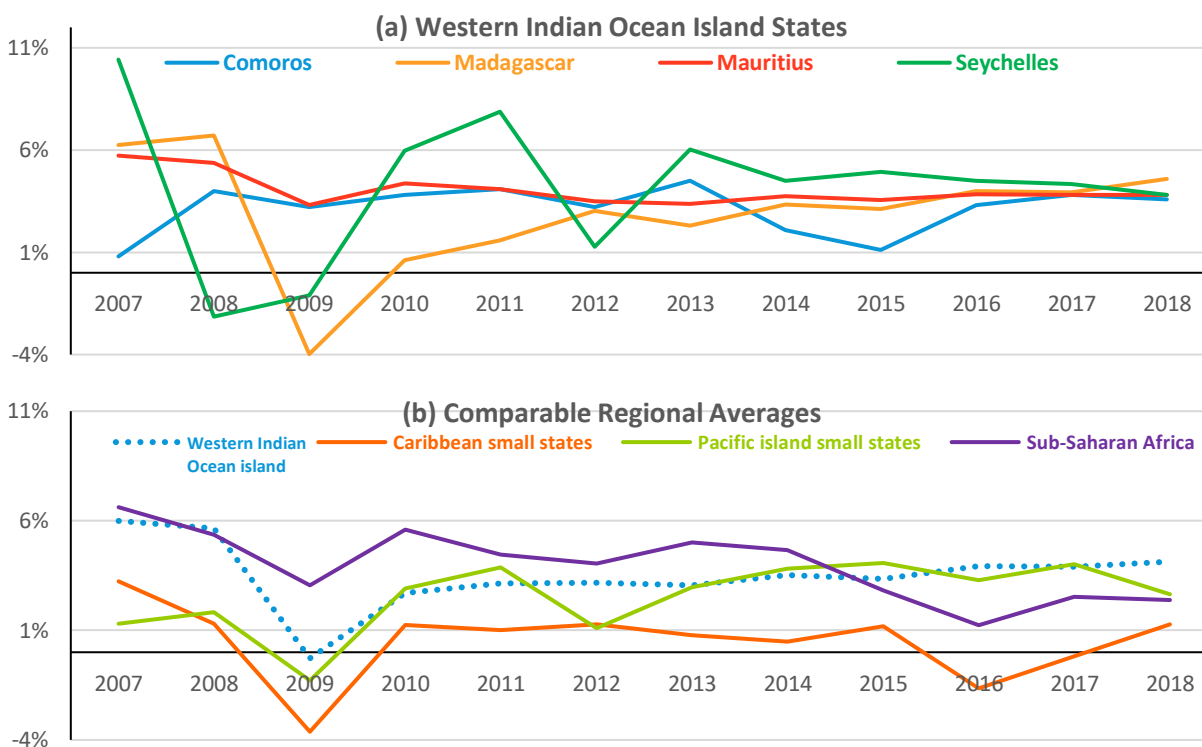 (a) Western Indian Ocean Island States
11%
Comoros Madagascar Mauritius Seychelles
6%
1%
2007 2008 2009 2010 2011 2012 2013 2014 2015 2016 2017 2018
-4%
(b) Comparable Regional Averages
11%
Western Indian Caribbean small states Pacific island small states Sub-Saharan Africa
Ocean island
6%
1%
2007 2008 2009 2010 2011 2012 2013 2014 2015 2016 2017 2018
-4%